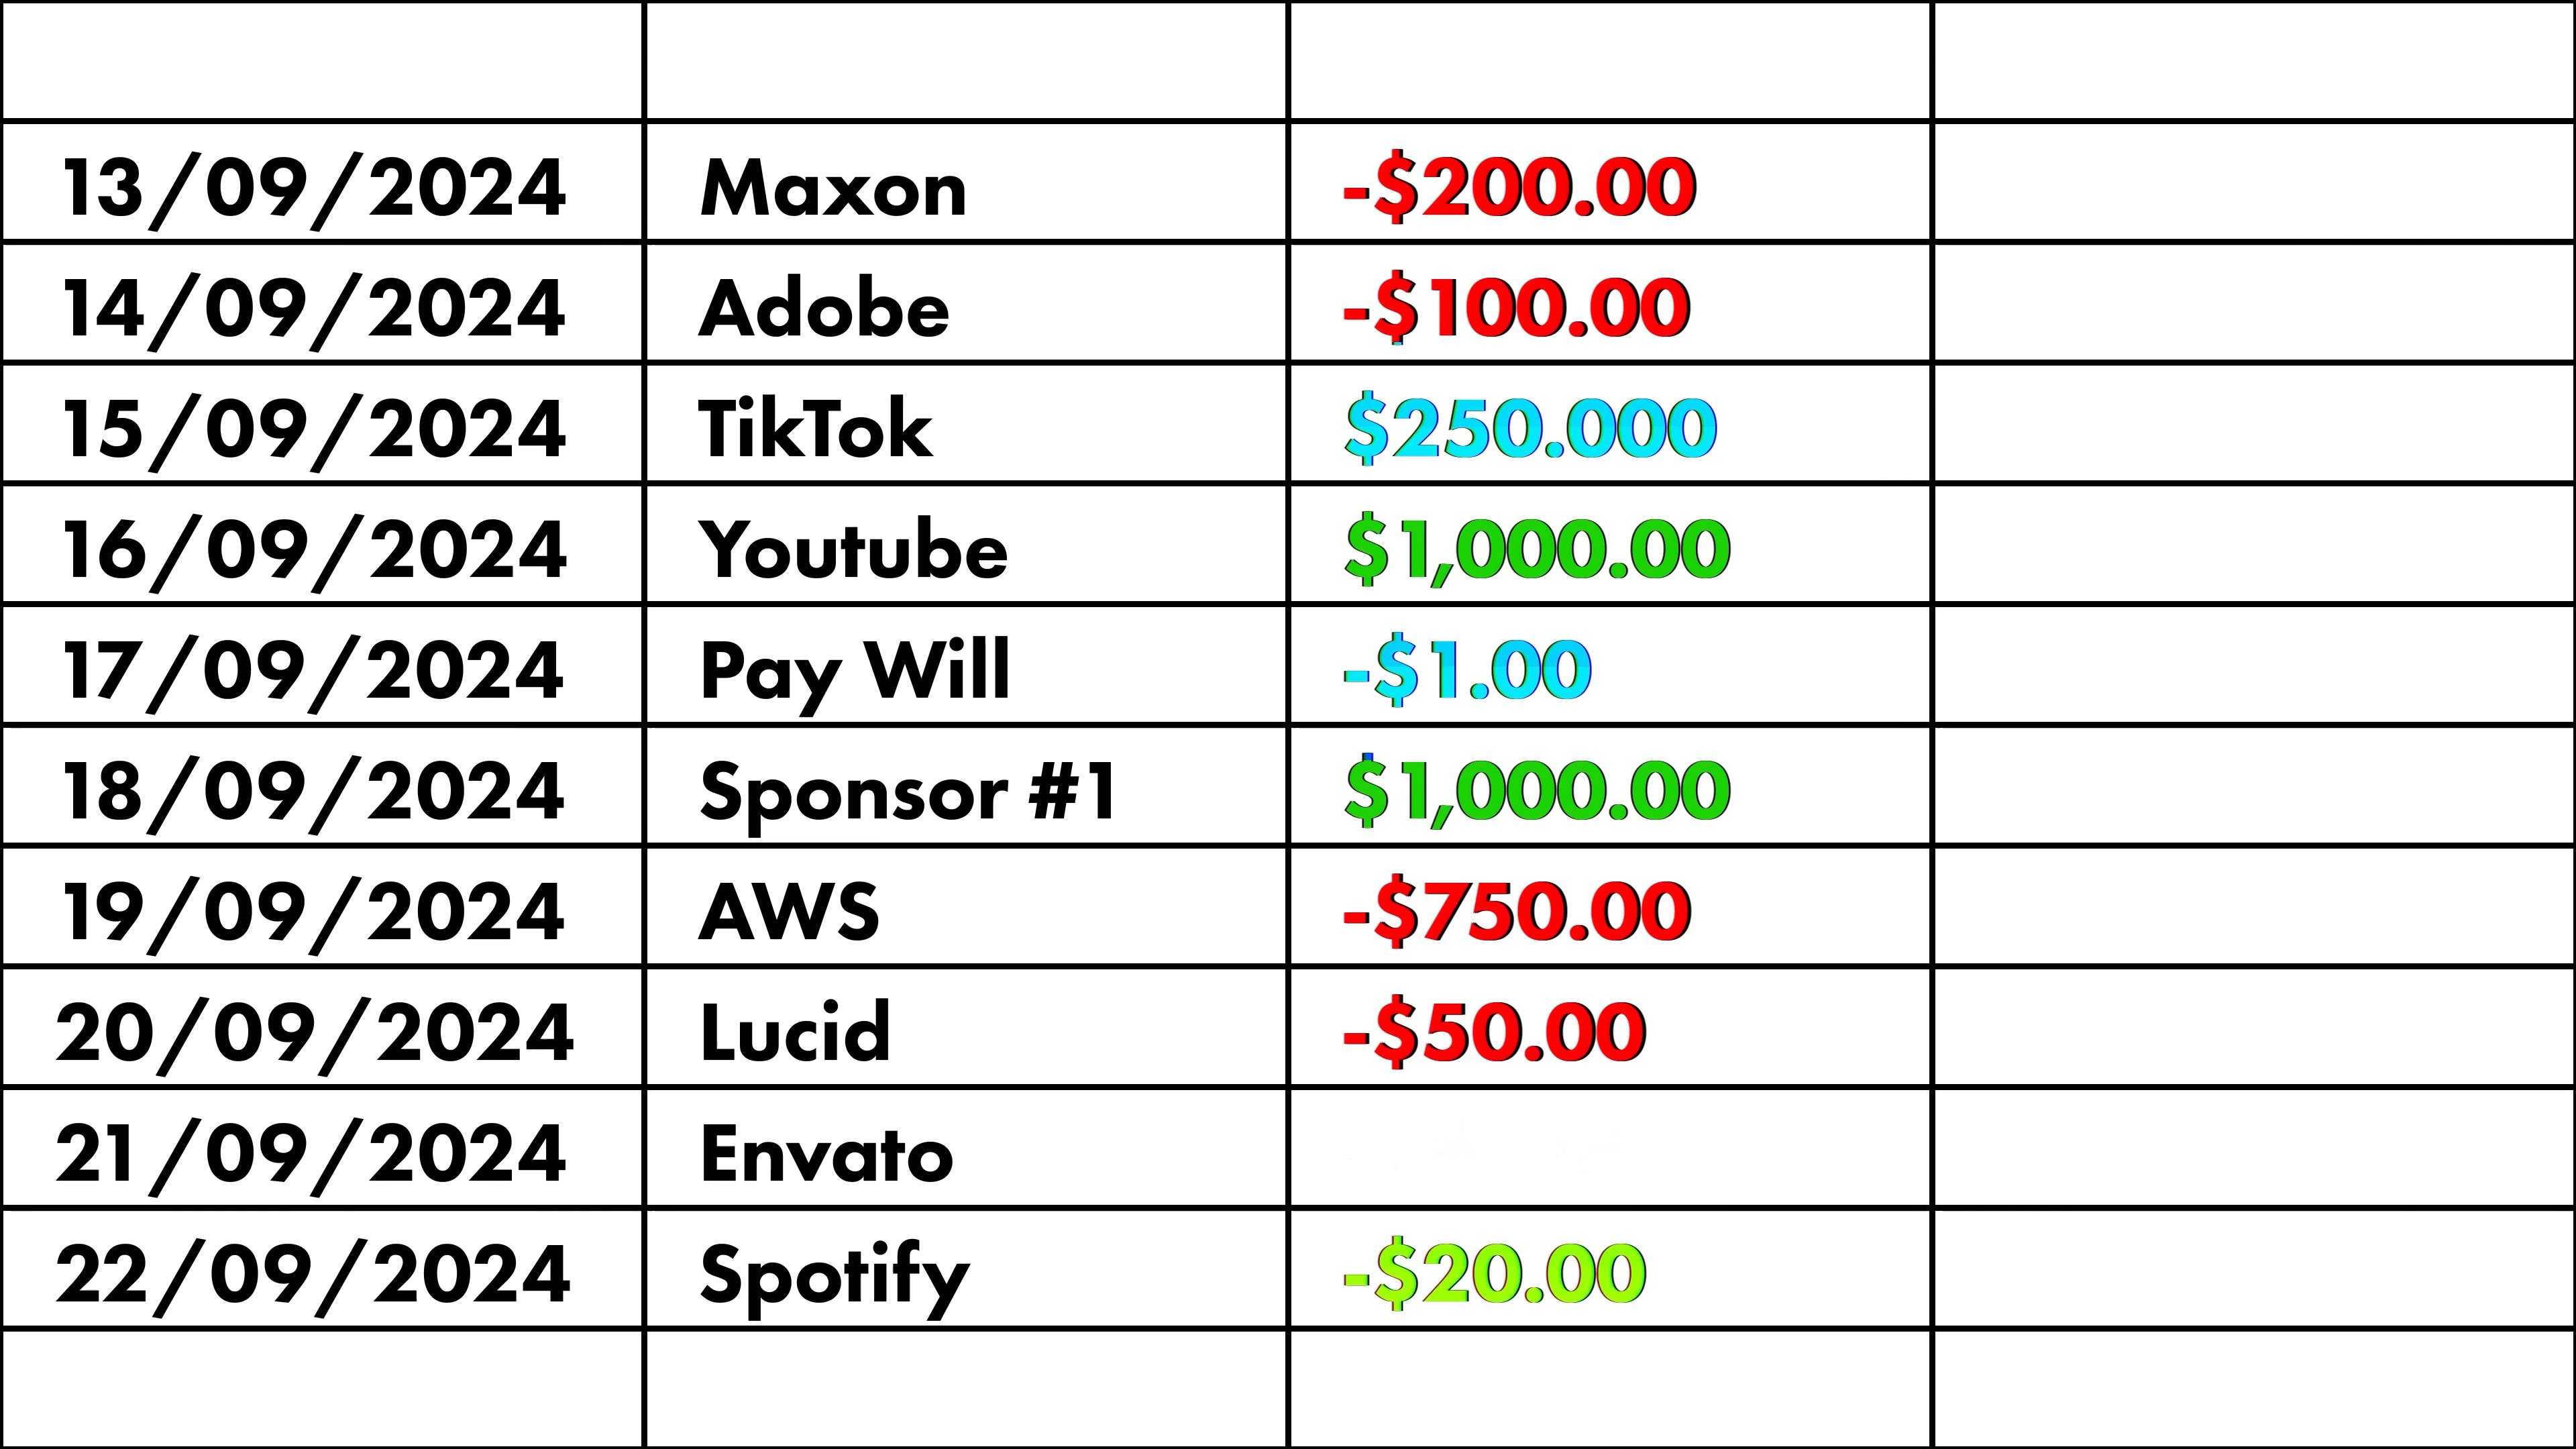 13/09/2024 Maxon -$200.00
14/09/2024 Adobe -$100.00
15/09/2024 TikTok $250.000
16/09/2024 Youtube $1,000.00
17/09/2024 Pay Will -$1.00
18/09/2024 Sponsor #1 $1,000.00
19/09/2024 AWS -$750.00
20/09/2024 Lucid -$50.00
21/09/2024 Envato
22/09/2024 Spotify -$20.00